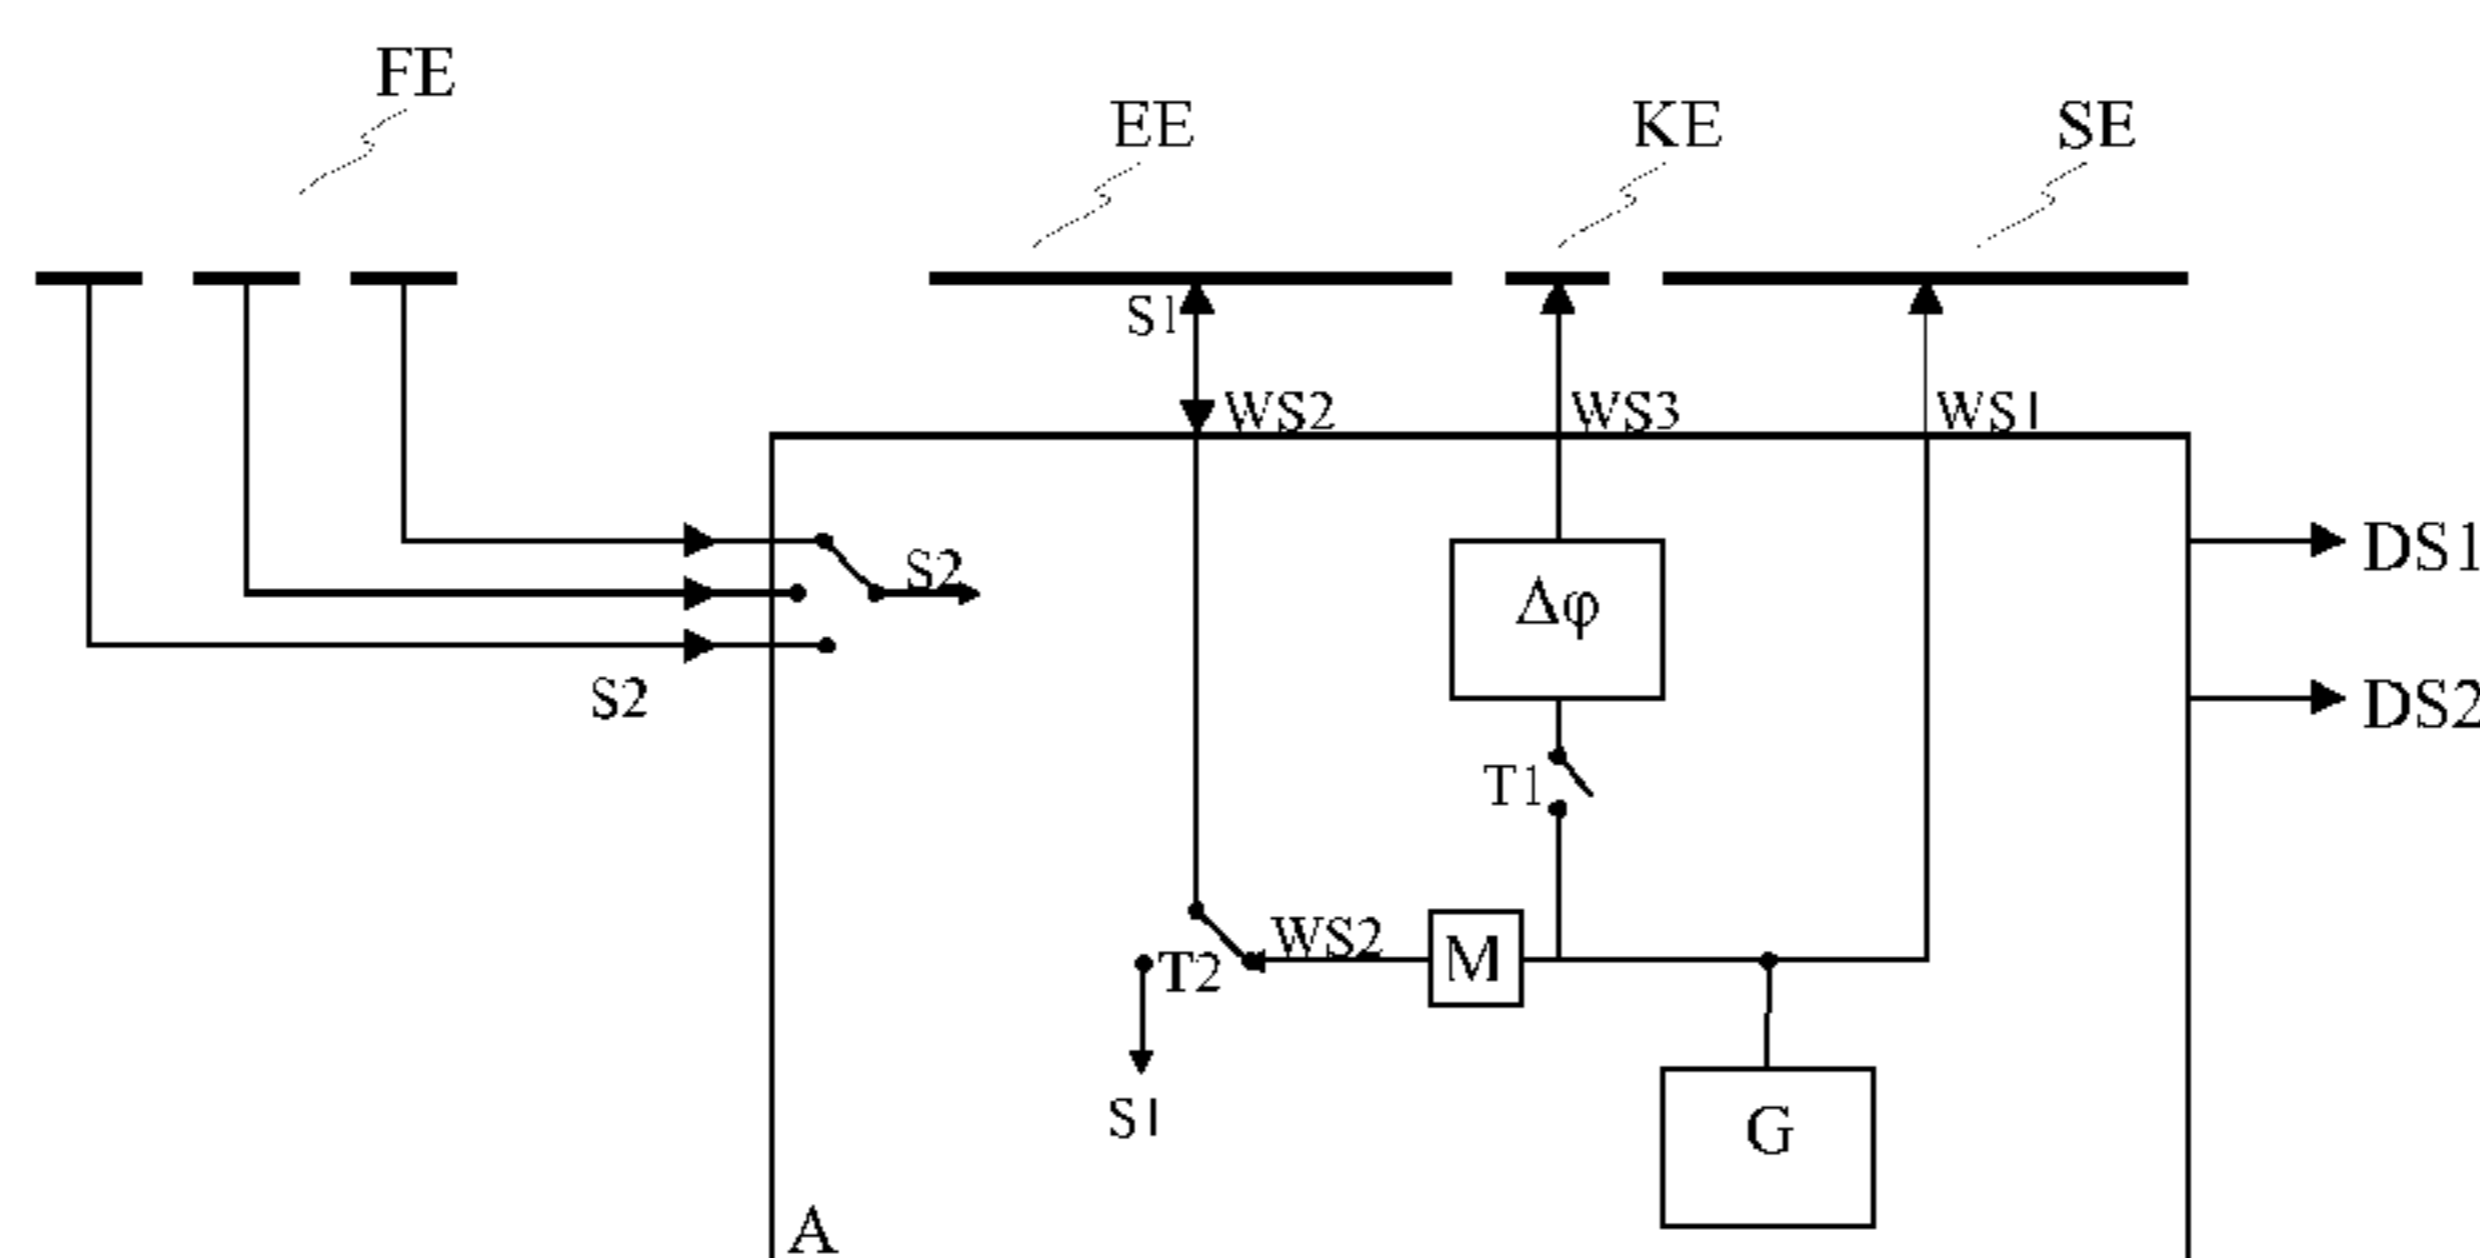 FE
EE KE SE
S1
WS2 WS3 WS1
S2 DS1
Δφ
S2 DS2
T1
WS2 M
T2
S1 G
A